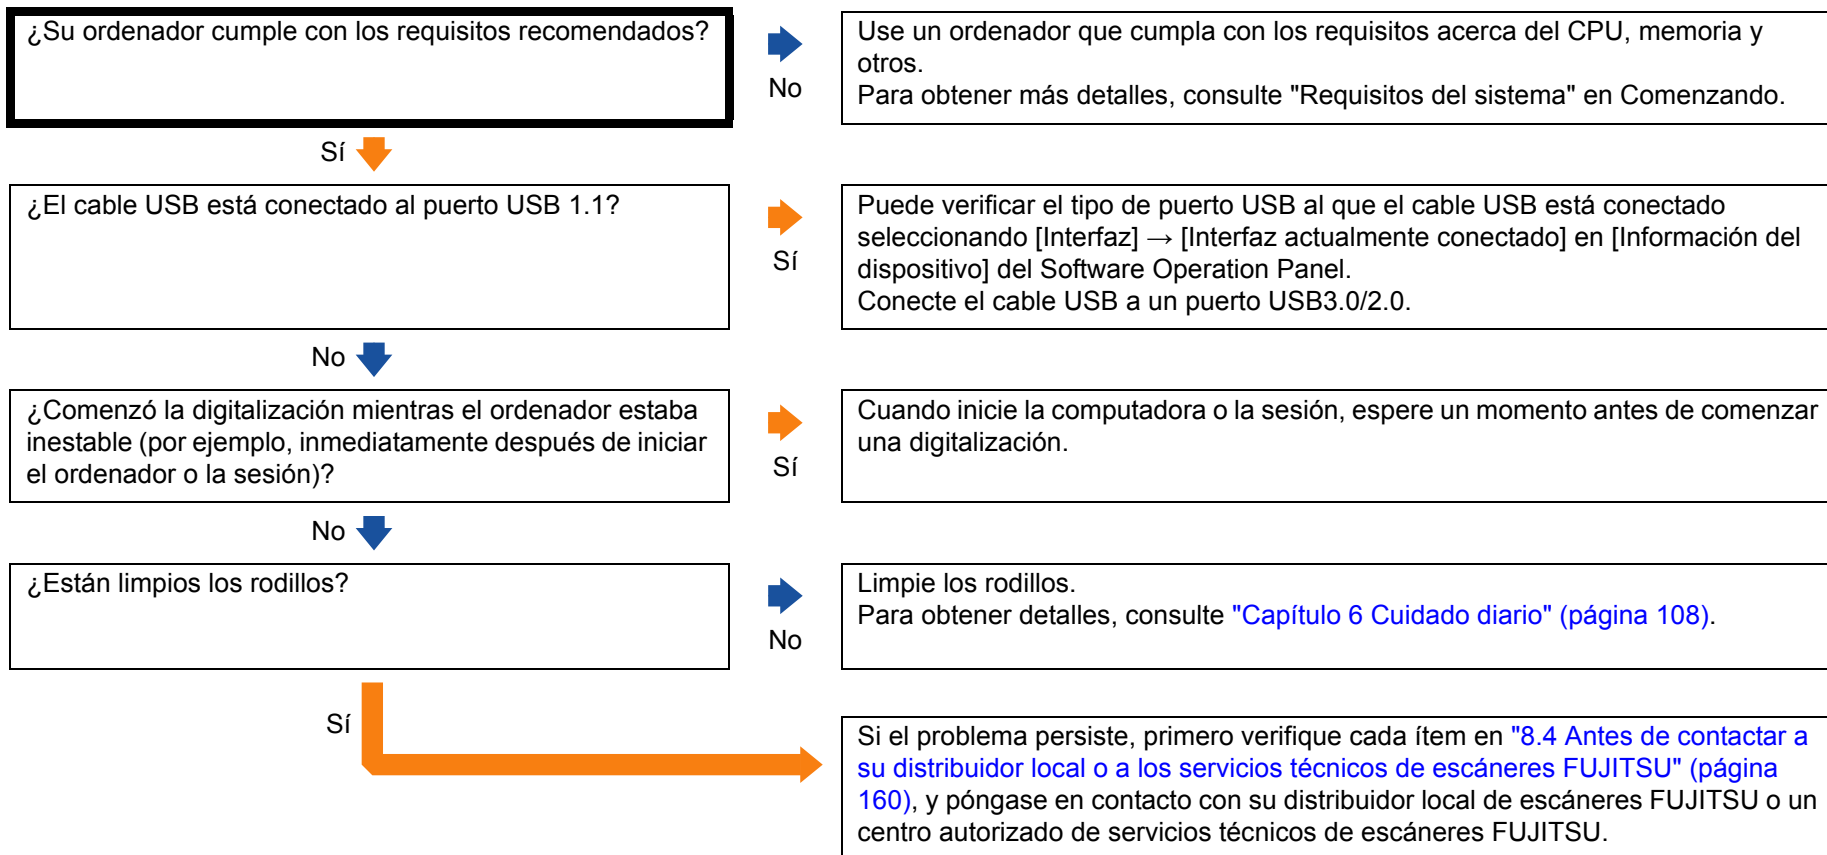 ¿Su ordenador cumple con los requisitos recomendados?
No
Use un ordenador que cumpla con los requisitos acerca del CPU, memoria y
otros.
Para obtener más detalles, consulte "Requisitos del sistema" en Comenzando.
Sí
¿El cable USB está conectado al puerto USB 1.1?
Sí
Puede verificar el tipo de puerto USB al que el cable USB está conectado
seleccionando [Interfaz] → [Interfaz actualmente conectado] en [Información del
dispositivo] del Software Operation Panel.
Conecte el cable USB a un puerto USB3.0/2.0.
No
¿Comenzó la digitalización mientras el ordenador estaba
inestable (por ejemplo, inmediatamente después de iniciar
el ordenador o la sesión)?
Sí
Cuando inicie la computadora o la sesión, espere un momento antes de comenzar
una digitalización.
No
¿Están limpios los rodillos?
No
Limpie los rodillos.
Para obtener detalles, consulte "Capítulo 6 Cuidado diario" (página 108).
Sí
Si el problema persiste, primero verifique cada ítem en "8.4 Antes de contactar a
su distribuidor local o a los servicios técnicos de escáneres FUJITSU" (página
160), y póngase en contacto con su distribuidor local de escáneres FUJITSU o un
centro autorizado de servicios técnicos de escáneres FUJITSU.